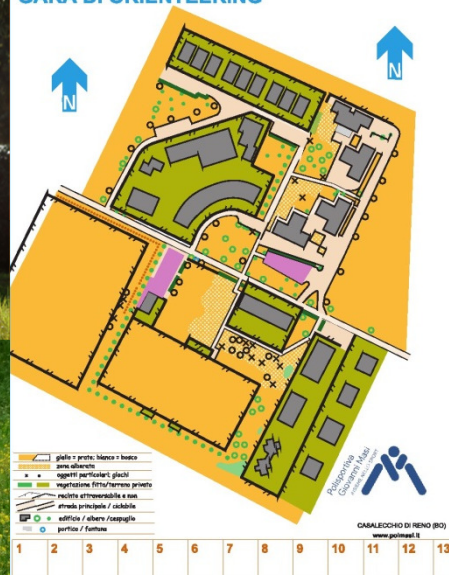 GARA DI ORIENTEERING
N
N
giallo = prato; bianco = bosco
zona alberata
oggetti particolari; giochi
vegetazione fitta/terreno privato
recinto attraversabile e non
strada principale / ciclabile
edificio / albero /cespuglio
portico / fontana
Polisportiva
Giovanni Masi
CASALECCHIO DI RENO (BO)
www.polmasi.it
1 2 3 4 5 6 7 8 9 10 11 12 13